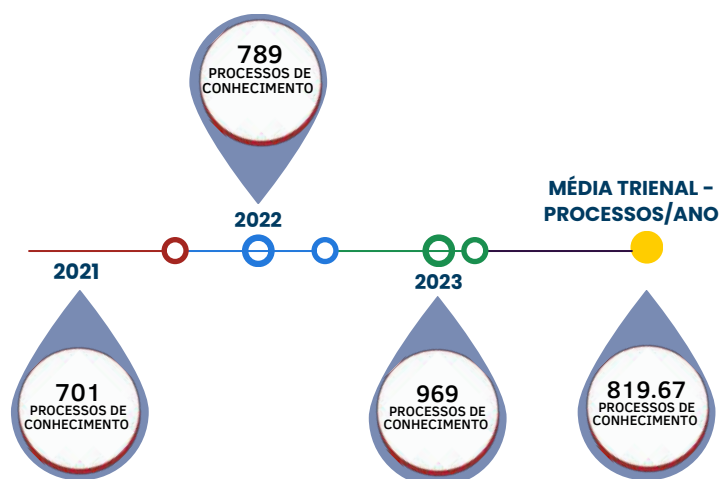 789
PROCESSOS DE
CONHECIMENTO
MÉDIA TRIENAL -
PROCESSOS/ANO
2022
2021
2023
701
PROCESSOS DE
CONHECIMENTO
969
PROCESSOS DE
CONHECIMENTO
819.67
PROCESSOS DE
CONHECIMENTO